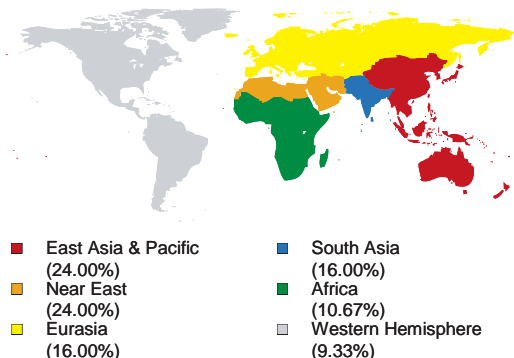 East Asia & Pacific
(24.00%)
Near East
(24.00%)
Eurasia
(16.00%)
South Asia
(16.00%)
Africa
(10.67%)
Western Hemisphere
(9.33%)